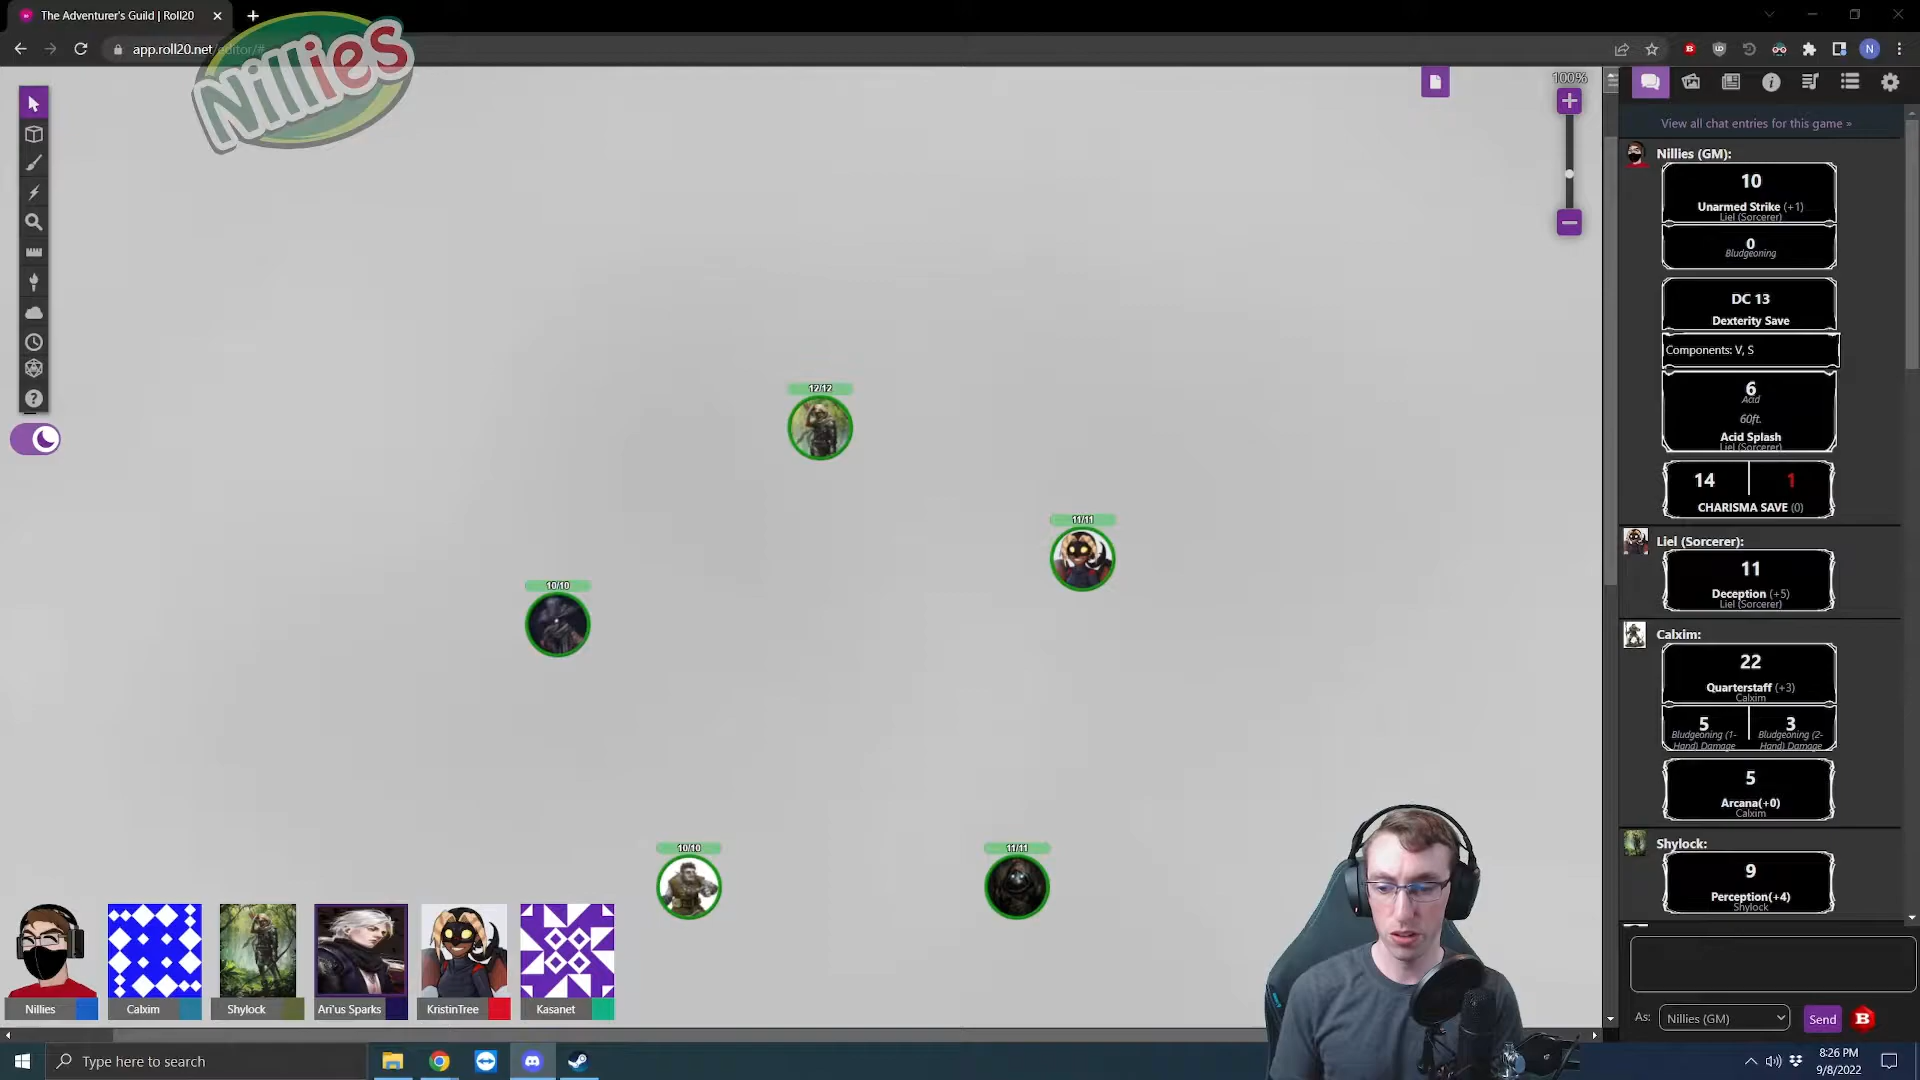 The Adventurer's Guild | Roll20
app.roll20.net/editor/#
Nillies
100%
View all chat entries for this game »
Nillies (GM):
10
Unarmed Strike (+1)
Liel (Sorcerer)
0
Bludgeoning
DC 13
Dexterity Save
Components: V, S
6
Acid
60ft.
Acid Splash
Liel (Sorcerer)
14 1
CHARISMA SAVE (0)
Liel (Sorcerer):
11
Deception (+5)
Liel (Sorcerer)
Calxim:
22
Quarterstaff (+3)
Calxim
5 3
Bludgeoning (1- Bludgeoning (2-
Hand) Damage Hand) Damage
5
Arcana(+0)
Calxim
Shylock:
9
Perception(+4)
Shylock
12/12
11/11
10/10
10/10
11/11
Nillies
Calxim
Shylock
Ari'us Sparks
KristinTree
Kasanet
As: Nillies (GM) Send B
Type here to search
8:26 PM
9/8/2022